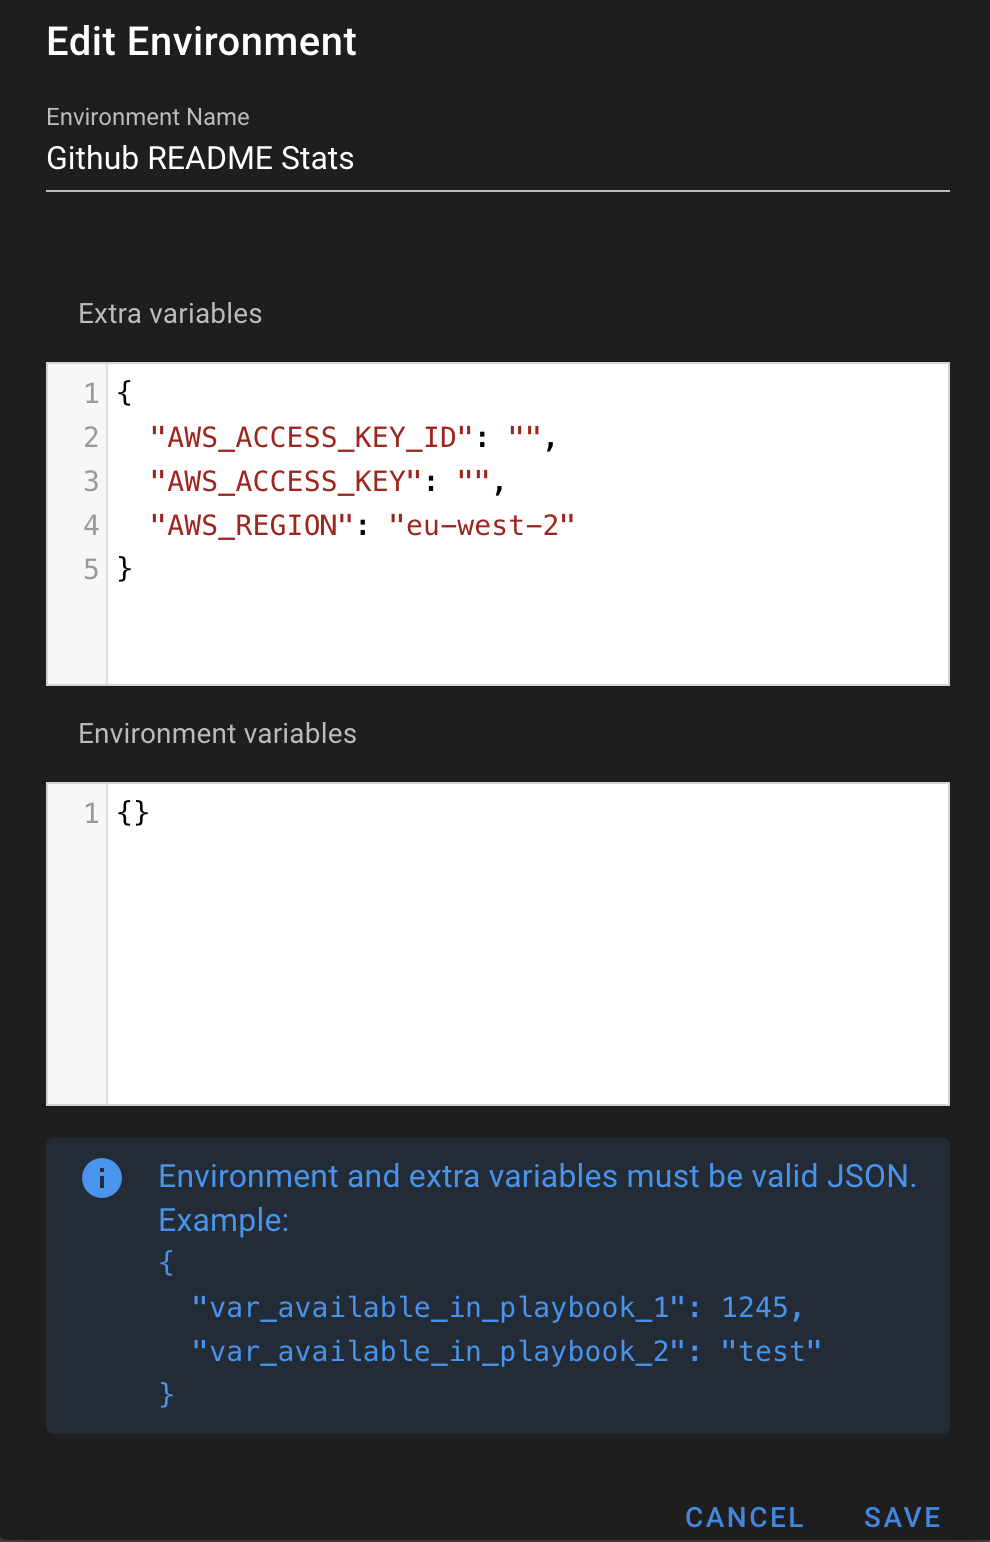 Edit Environment
Environment Name
Github README Stats
Extra variables
1 {
2   "AWS_ACCESS_KEY_ID": "",
3   "AWS_ACCESS_KEY": "",
4   "AWS_REGION": "eu-west-2"
5 }
Environment variables
1 {}
Environment and extra variables must be valid JSON.
Example:
{
  "var_available_in_playbook_1": 1245,
  "var_available_in_playbook_2": "test"
}
CANCEL SAVE